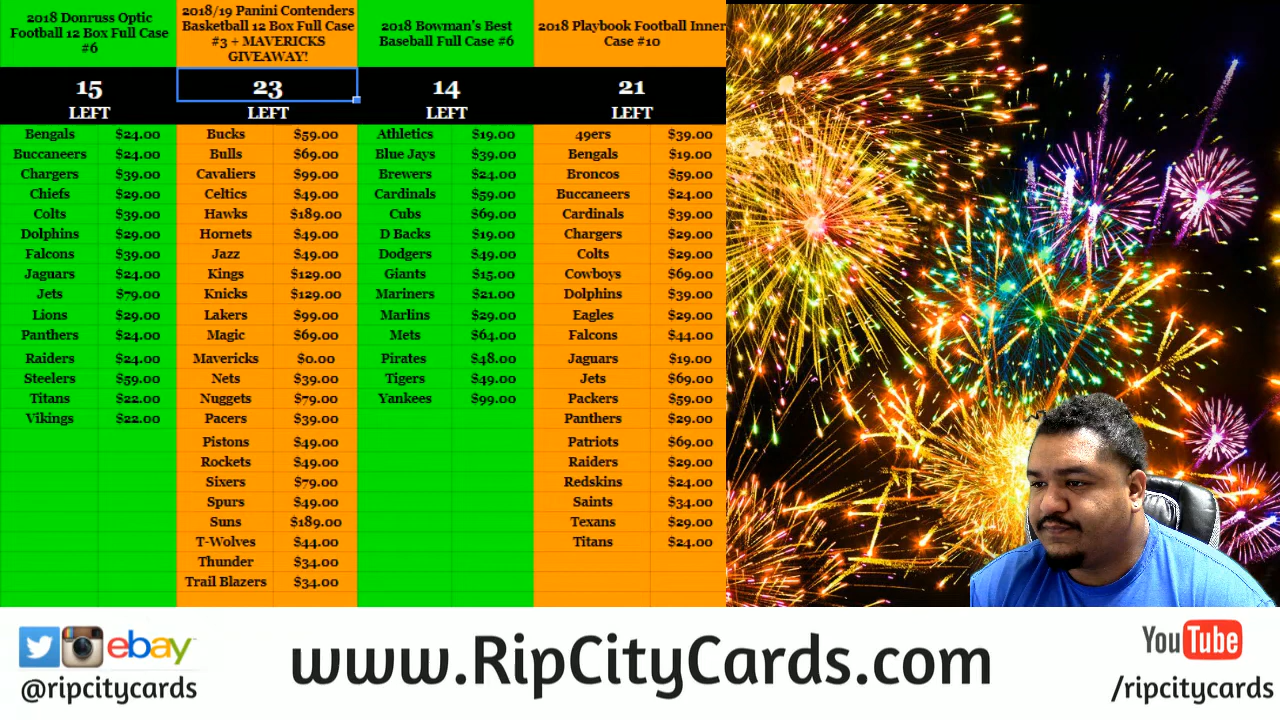 2018 Donruss Optic
Football 12 Box Full Case
#6
15
LEFT
Bengals $24.00
Buccaneers $24.00
Chargers $39.00
Chiefs $29.00
Colts $39.00
Dolphins $29.00
Falcons $39.00
Jaguars $24.00
Jets $79.00
Lions $29.00
Panthers $24.00
Raiders $24.00
Steelers $59.00
Titans $22.00
Vikings $22.00
2018/19 Panini Contenders
Basketball 12 Box Full Case
#3 + MAVERICKS
GIVEAWAY!
23
LEFT
Bucks $59.00
Bulls $69.00
Cavaliers $99.00
Celtics $49.00
Hawks $189.00
Hornets $49.00
Jazz $49.00
Kings $129.00
Knicks $129.00
Lakers $99.00
Magic $69.00
Mavericks $0.00
Nets $39.00
Nuggets $79.00
Pacers $39.00
Pistons $49.00
Rockets $49.00
Sixers $79.00
Spurs $49.00
Suns $189.00
T-Wolves $44.00
Thunder $34.00
Trail Blazers $34.00
2018 Bowman's Best
Baseball Full Case #6
14
LEFT
Athletics $19.00
Blue Jays $39.00
Brewers $24.00
Cardinals $59.00
Cubs $69.00
D Backs $19.00
Dodgers $49.00
Giants $15.00
Mariners $21.00
Marlins $29.00
Mets $64.00
Pirates $48.00
Tigers $49.00
Yankees $99.00
2018 Playbook Football Inner
Case #10
21
LEFT
49ers $39.00
Bengals $19.00
Broncos $59.00
Buccaneers $24.00
Cardinals $39.00
Chargers $29.00
Colts $29.00
Cowboys $69.00
Dolphins $39.00
Eagles $29.00
Falcons $44.00
Jaguars $19.00
Jets $69.00
Packers $59.00
Panthers $29.00
Patriots $69.00
Raiders $29.00
Redskins $24.00
Saints $34.00
Texans $29.00
Titans $24.00
ebay
@ripcitycards
www.RipCityCards.com
YouTube
/ripcitycards